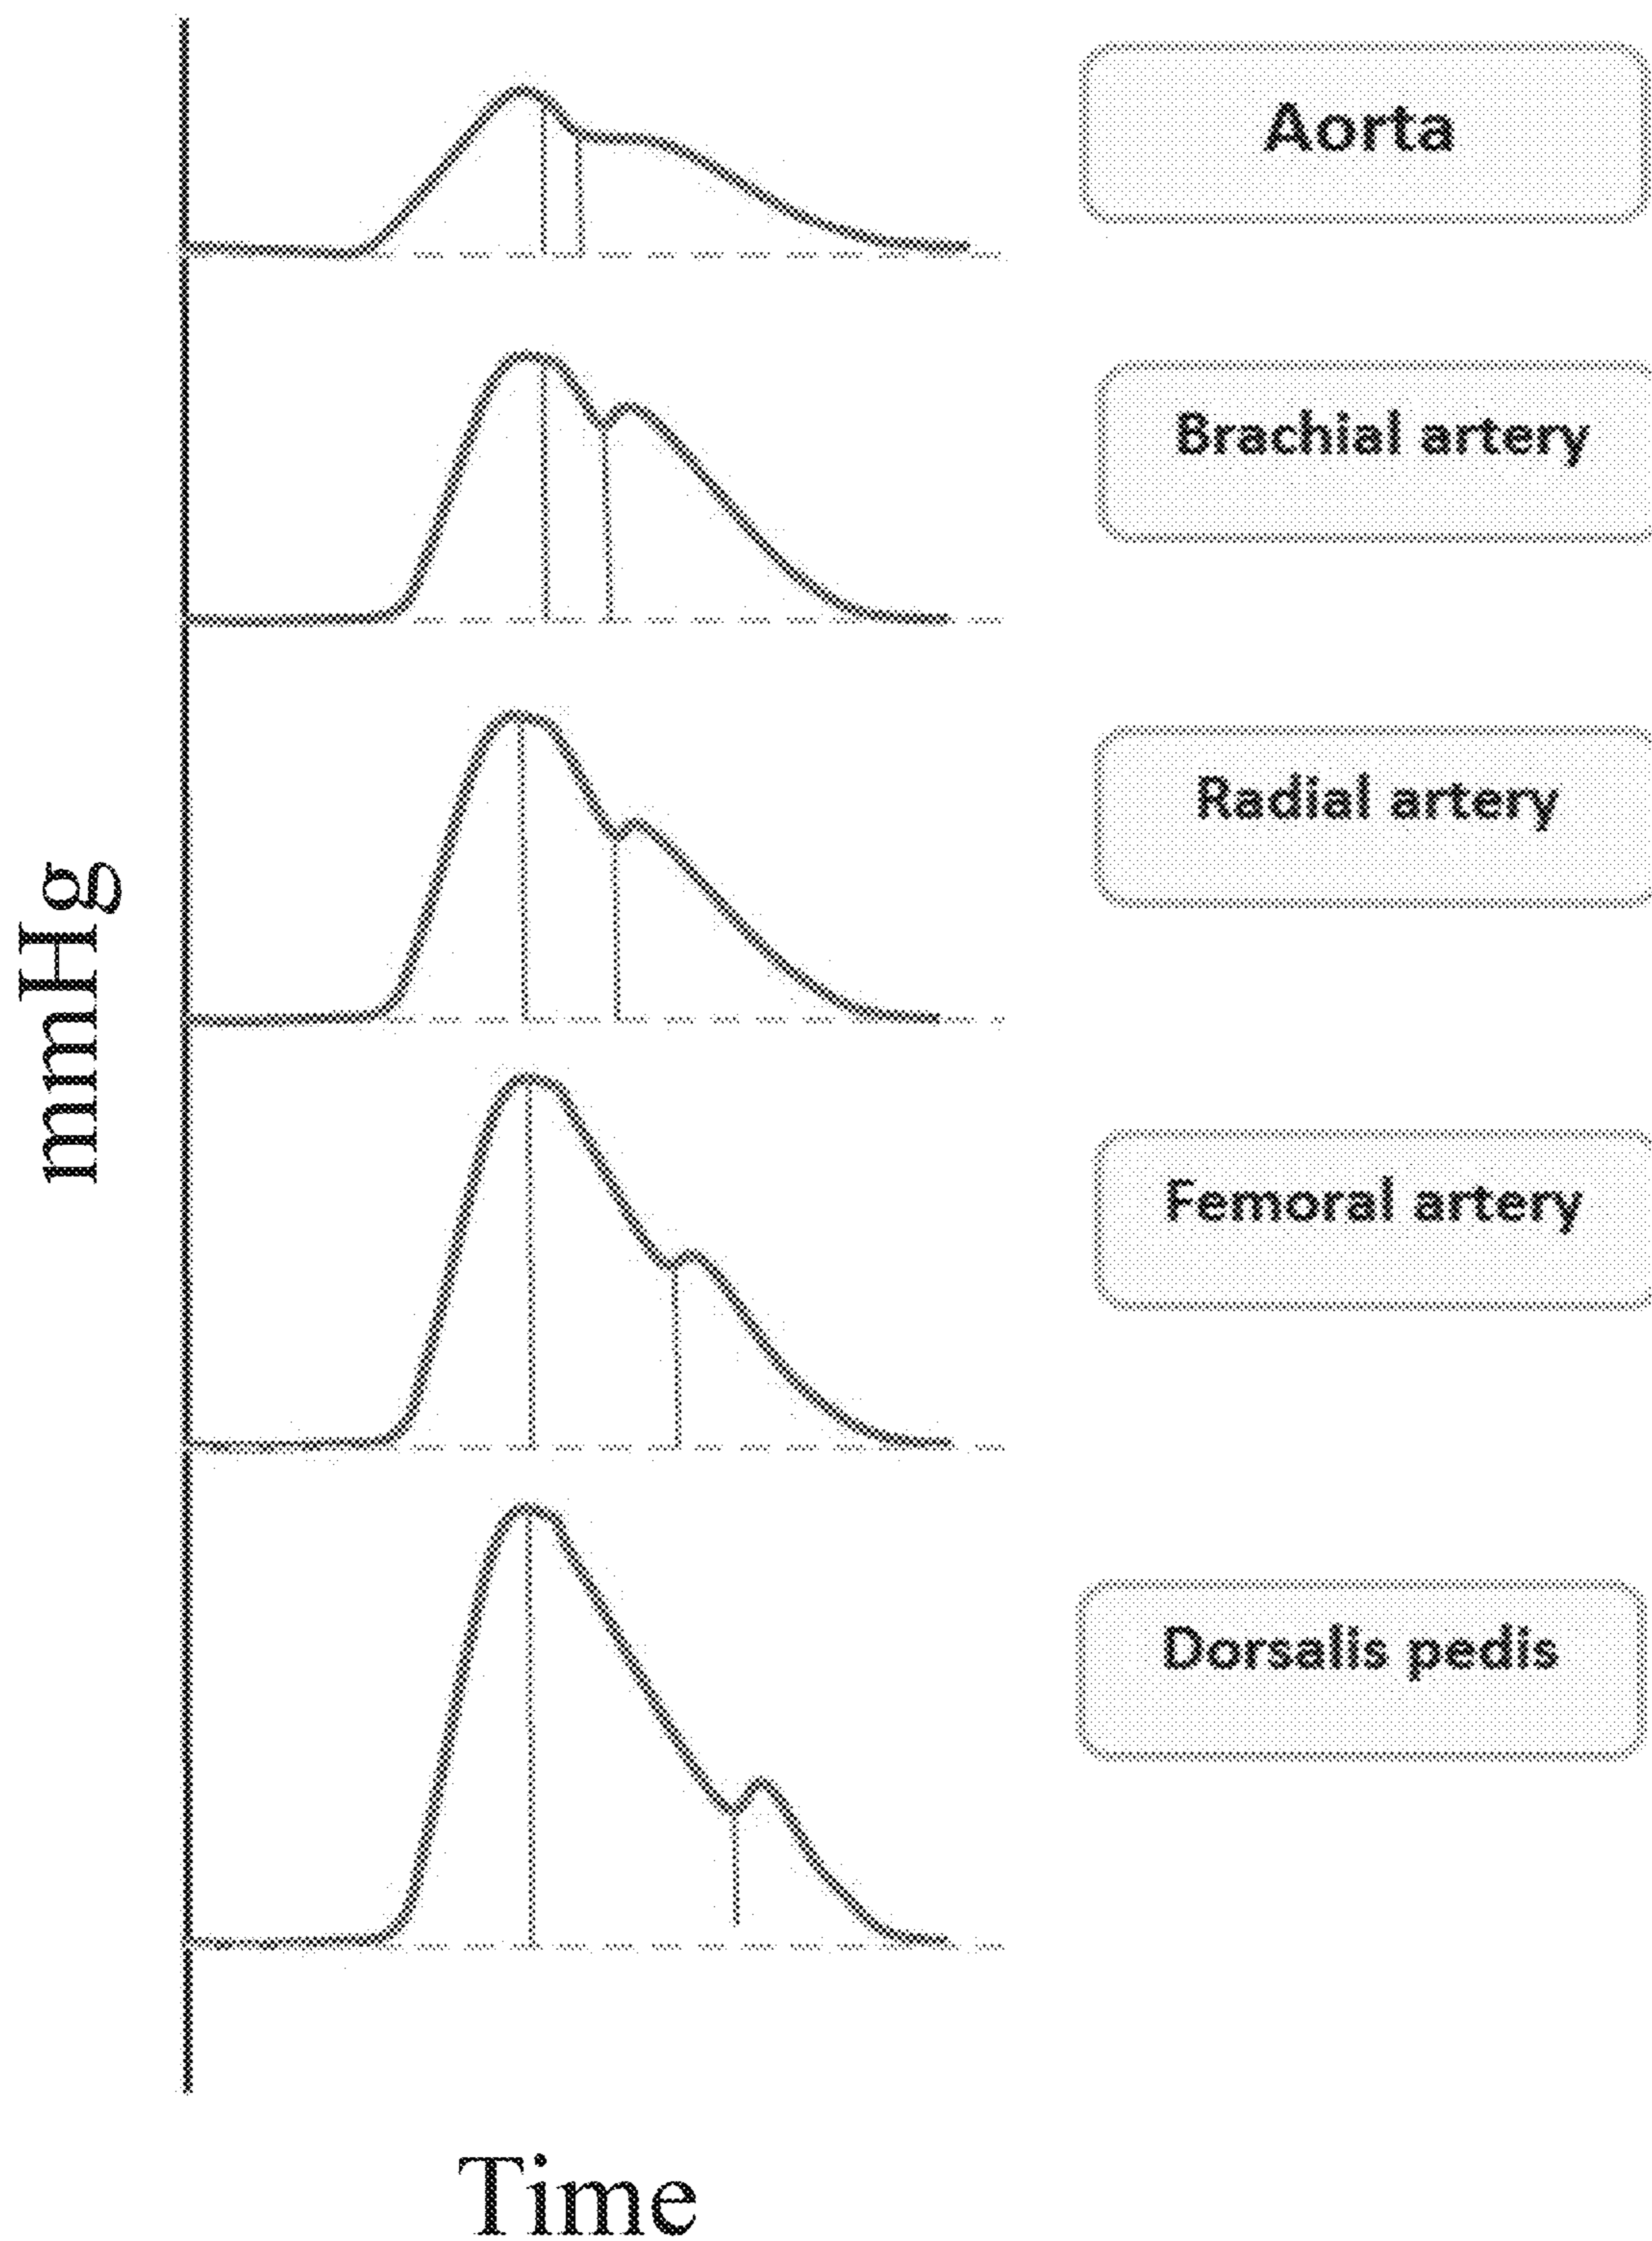 Aorta
Brachial artery
Radial artery
mmHg
Femoral artery
Dorsalis pedis
Time